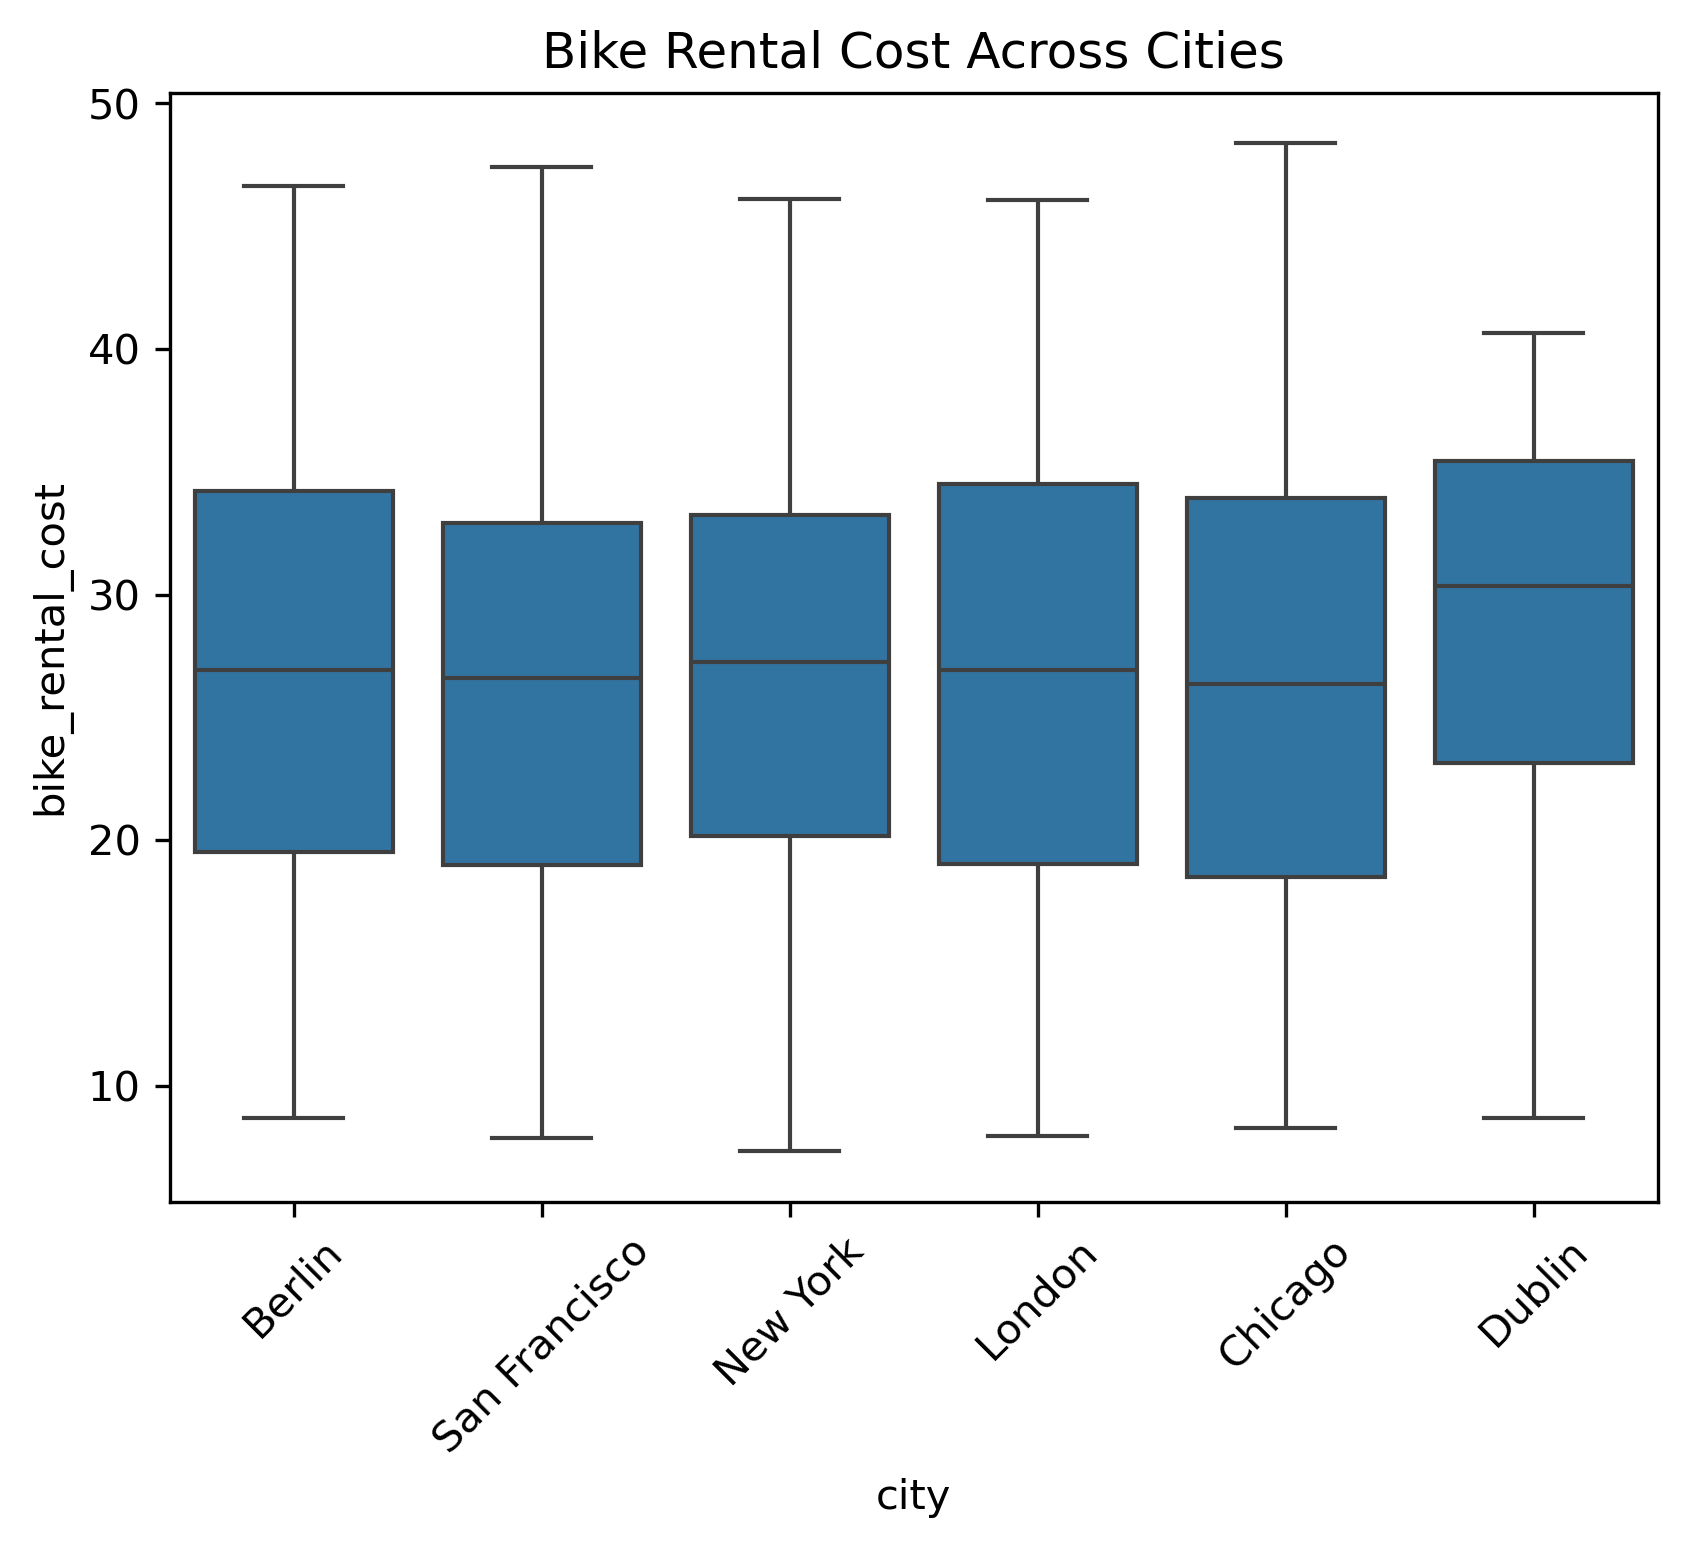 Bike Rental Cost Across Cities
bike_rental_cost
50
40
30
20
10
Berlin
San Francisco
New York
London
Chicago
Dublin
city